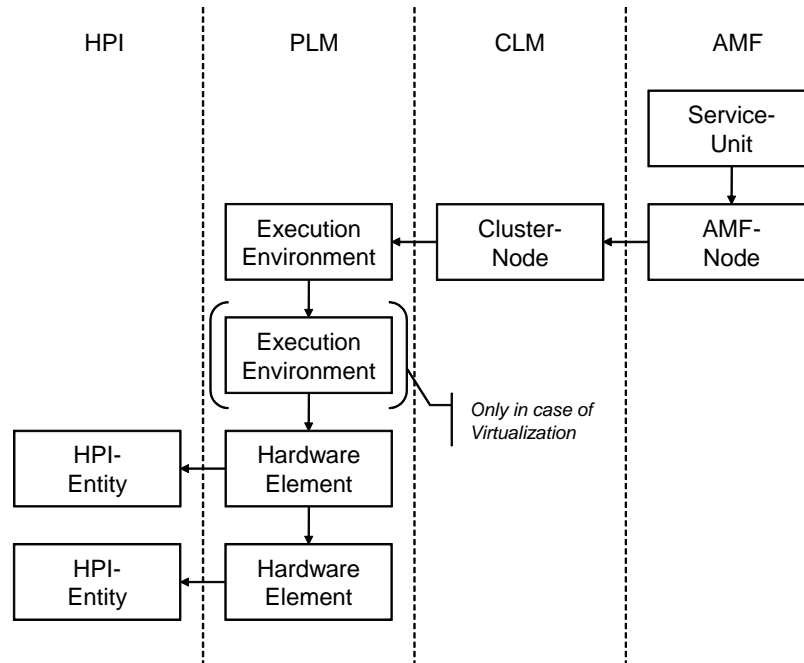 HPI
PLM
CLM
AMF
Service-
Unit
Execution
Environment
Cluster-
Node
AMF-
Node
Execution
Environment
Only in case of
Virtualization
HPI-
Entity
Hardware
Element
HPI-
Entity
Hardware
Element